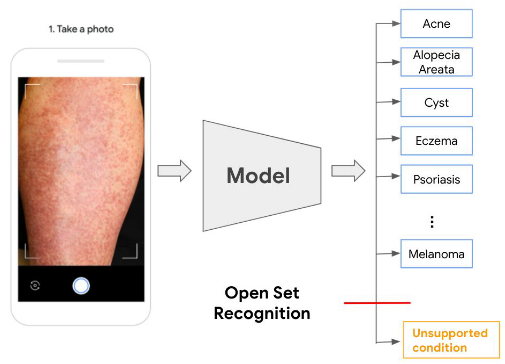 1. Take a photo
Model
Open Set
Recognition
Acne
Alopecia
Areata
Cyst
Eczema
Psoriasis
...
Melanoma
Unsupported
condition